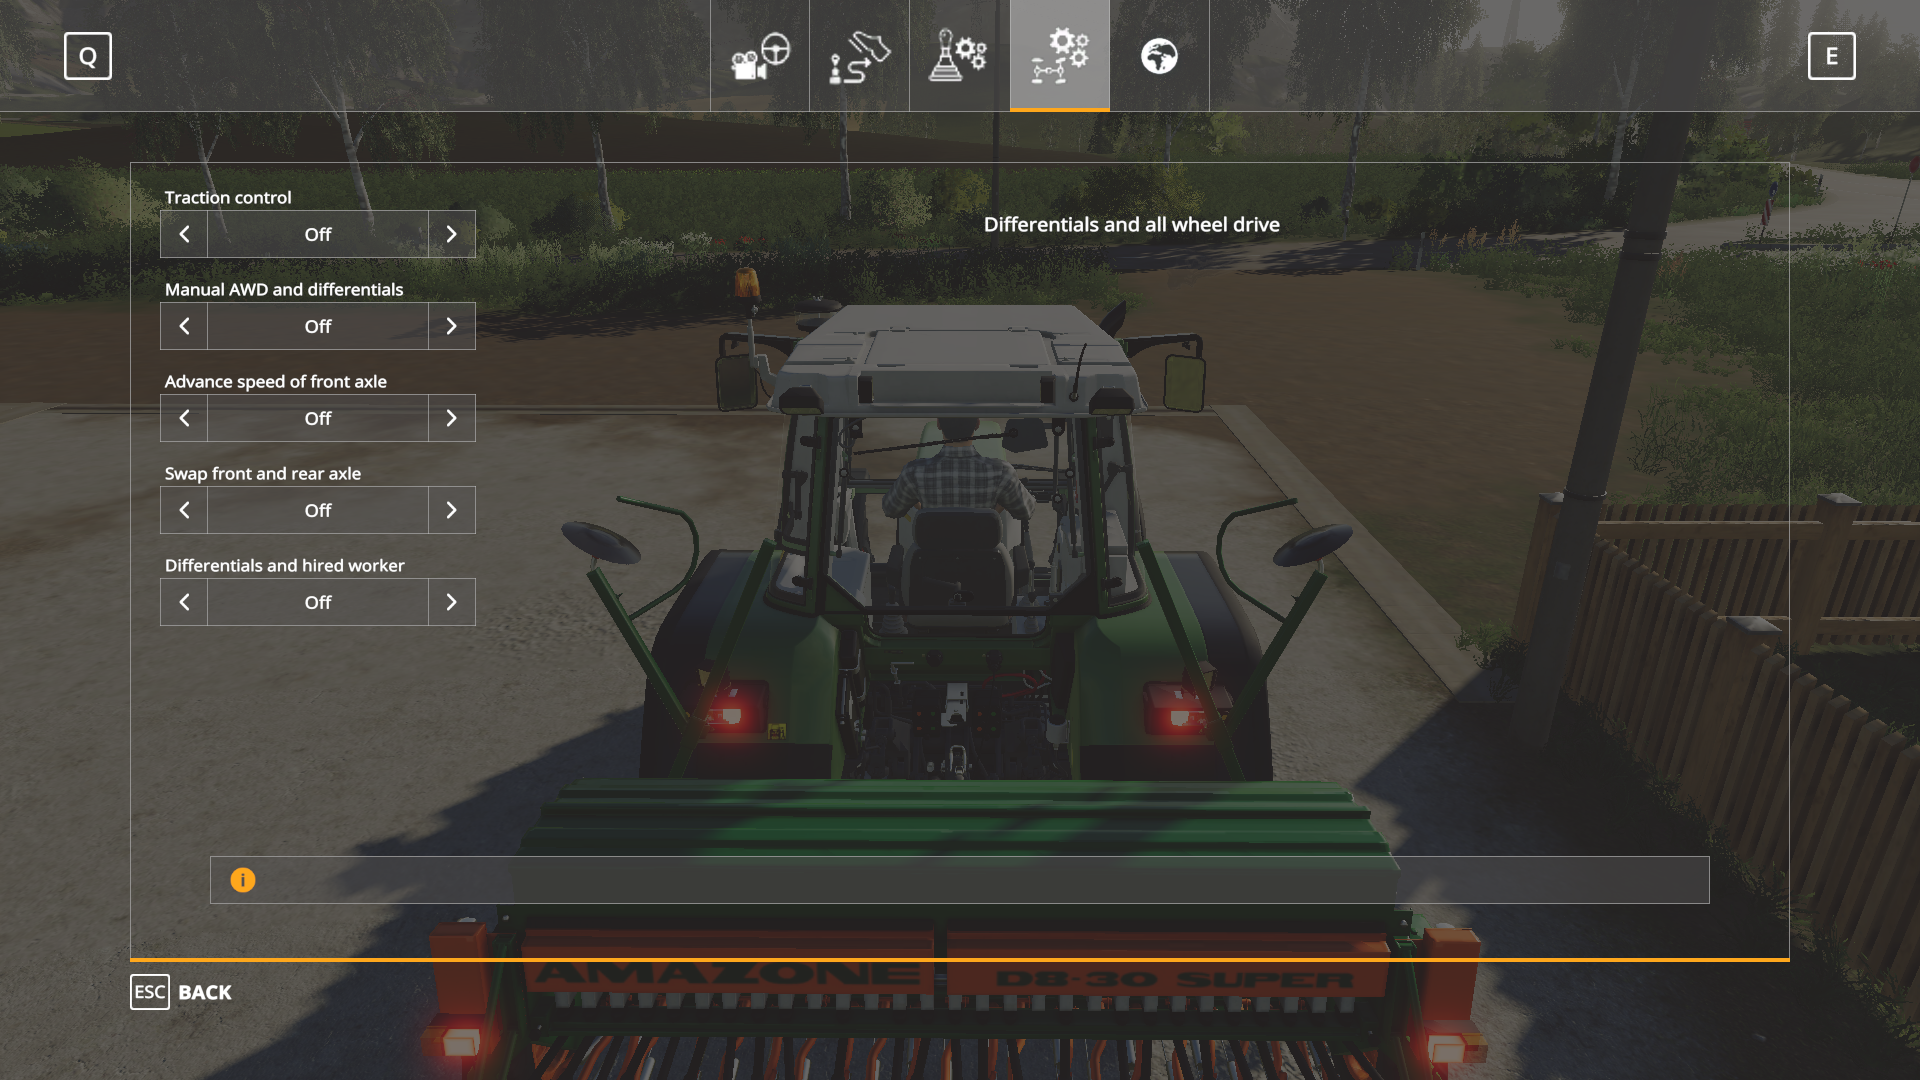 Q
E
Traction control
Off
Differentials and all wheel drive
Manual AWD and differentials
Off
Advance speed of front axle
Off
Swap front and rear axle
Off
Differentials and hired worker
Off
i
AMAZONE D8-30 SUPER
ESC BACK